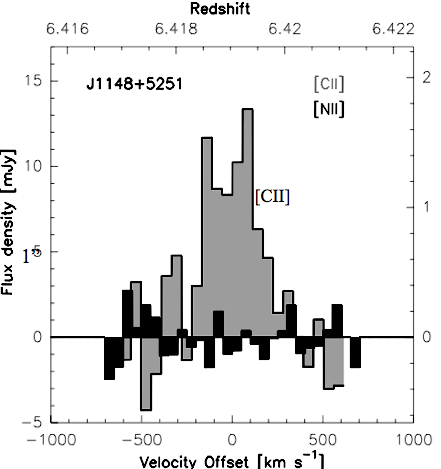 Redshift
6.416 6.418 6.42 6.422
J1148+5251
[CII]
[NII]
[CII]
15
10
5
0
−5
2
1
0
1"
Flux density [mJy]
−1000 −500 0 500 1000
Velocity Offset [km s⁻¹]